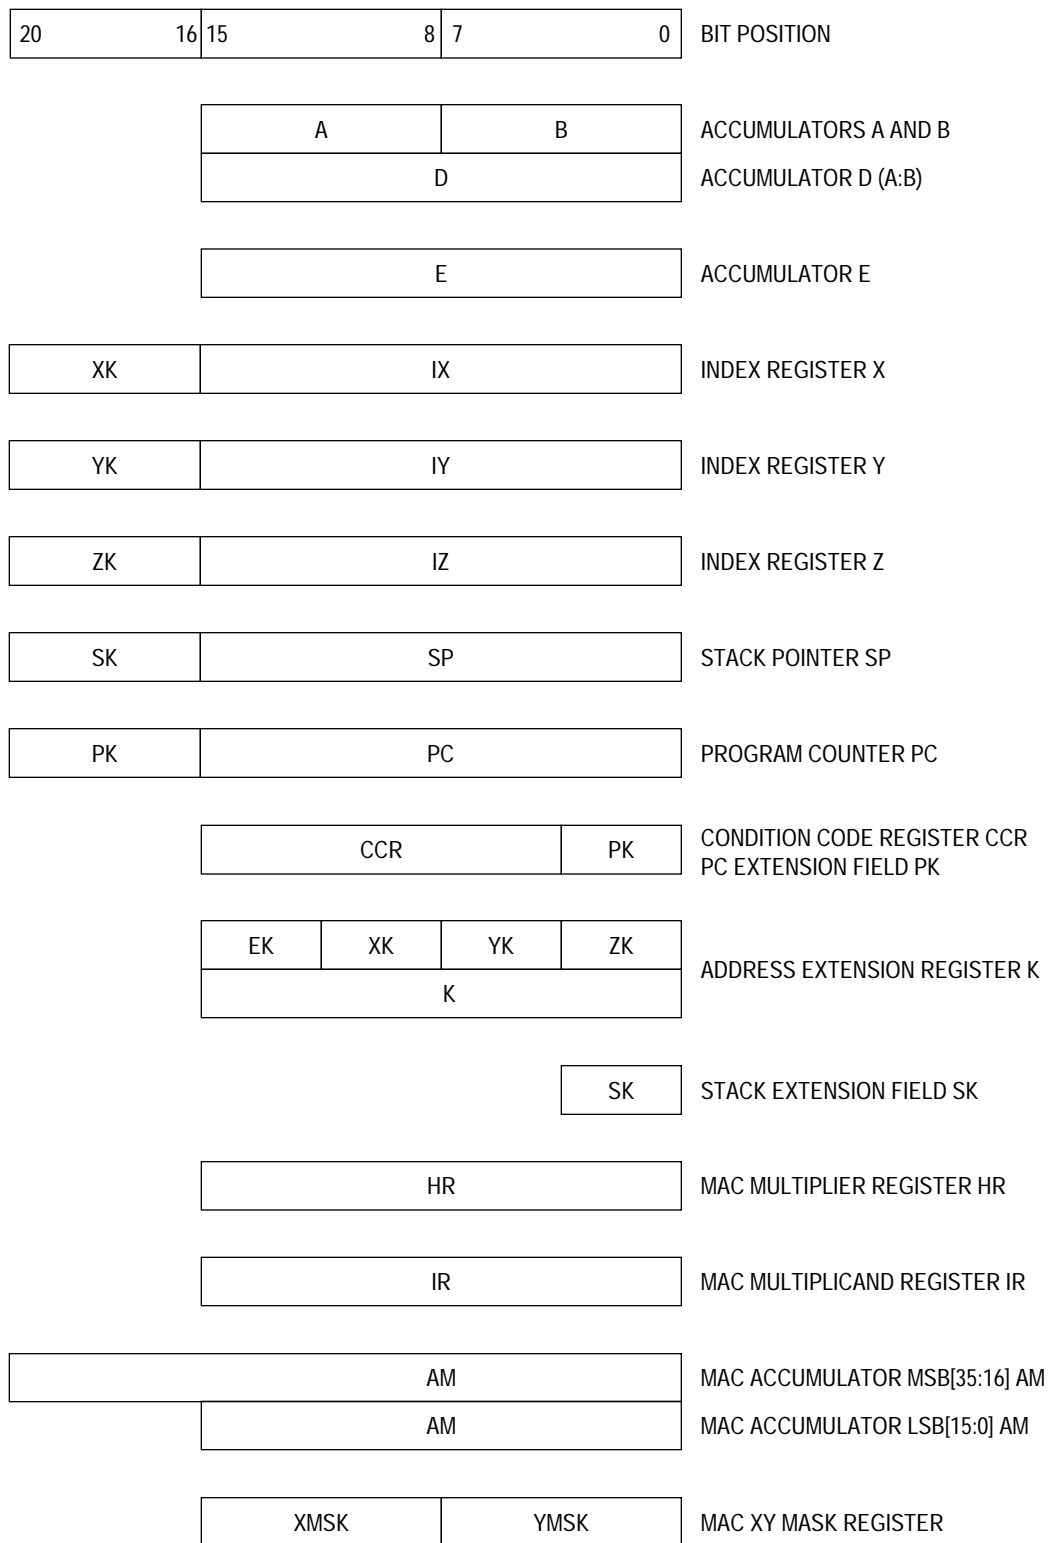 20 16 15 8 7 0 BIT POSITION
A B ACCUMULATORS A AND B
D ACCUMULATOR D (A:B)
E ACCUMULATOR E
XK IX INDEX REGISTER X
YK IY INDEX REGISTER Y
ZK IZ INDEX REGISTER Z
SK SP STACK POINTER SP
PK PC PROGRAM COUNTER PC
CCR PK CONDITION CODE REGISTER CCR
PC EXTENSION FIELD PK
EK XK YK ZK
ADDRESS EXTENSION REGISTER K
K
SK STACK EXTENSION FIELD SK
HR MAC MULTIPLIER REGISTER HR
IR MAC MULTIPLICAND REGISTER IR
AM MAC ACCUMULATOR MSB[35:16] AM
AM MAC ACCUMULATOR LSB[15:0] AM
XMSK YMSK MAC XY MASK REGISTER